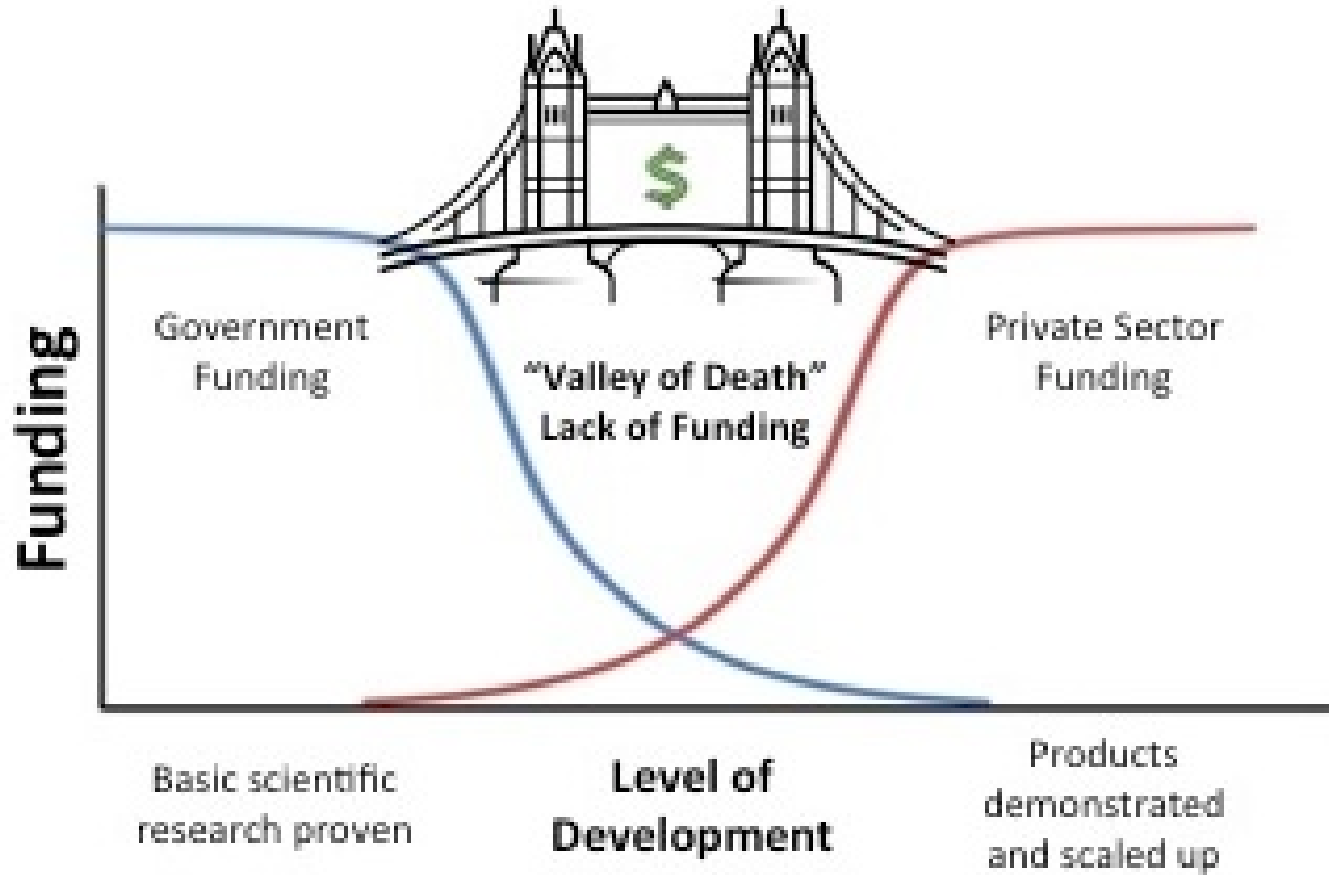 $
Funding
Government
Funding
“Valley of Death”
Lack of Funding
Private Sector
Funding
Basic scientific
research proven
Level of
Development
Products
demonstrated
and scaled up